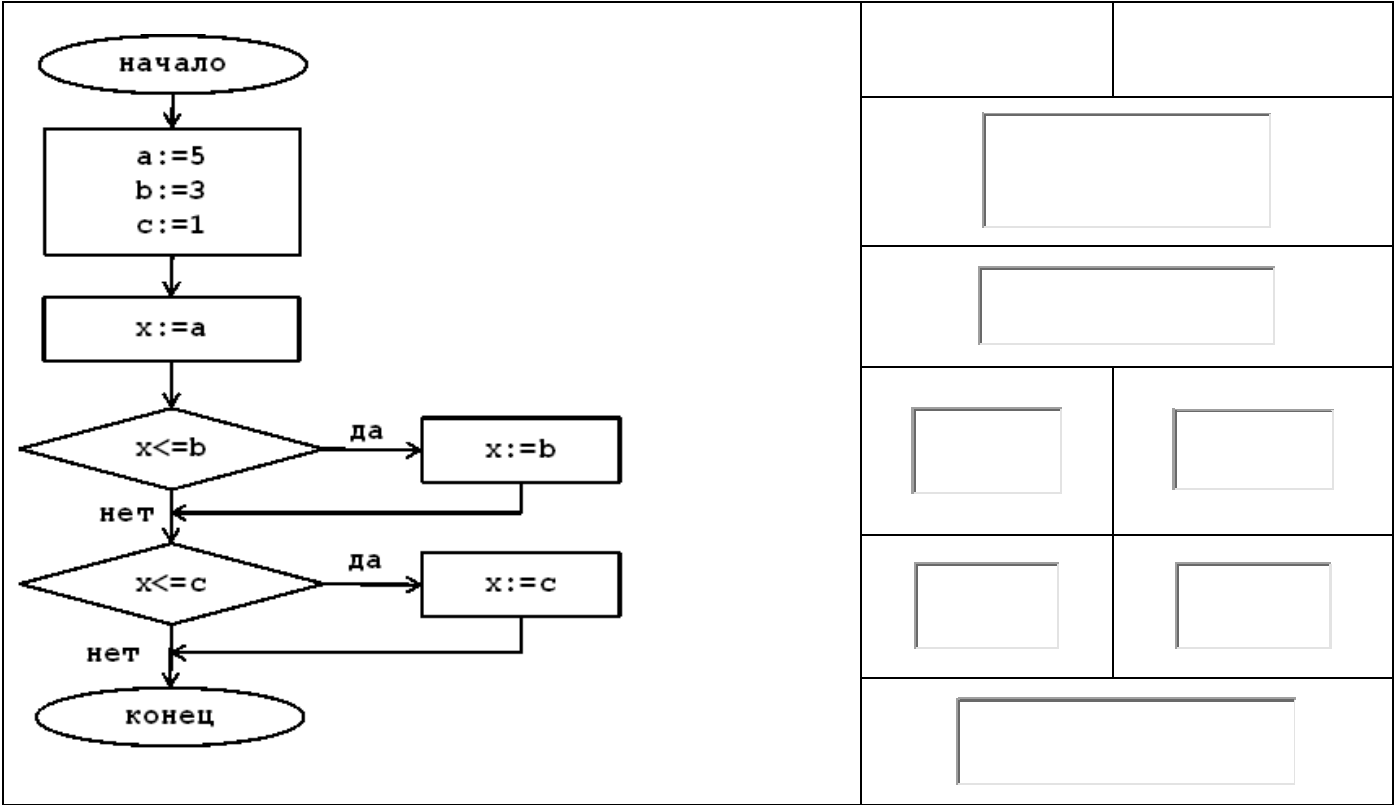 начало
a:=5
b:=3
c:=1
x:=a
x<=b
да
x:=b
нет
x<=c
да
x:=c
нет
конец